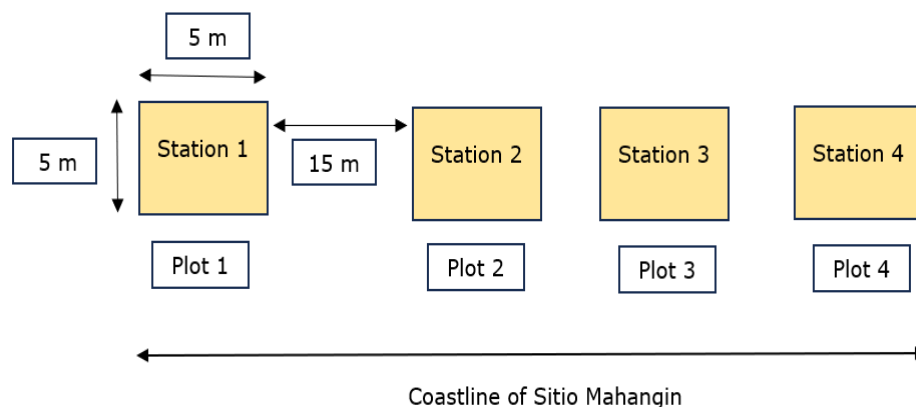 5 m
Station 1
5 m
15 m
Station 2
Station 3
Station 4
Plot 1
Plot 2
Plot 3
Plot 4
Coastline of Sitio Mahangin